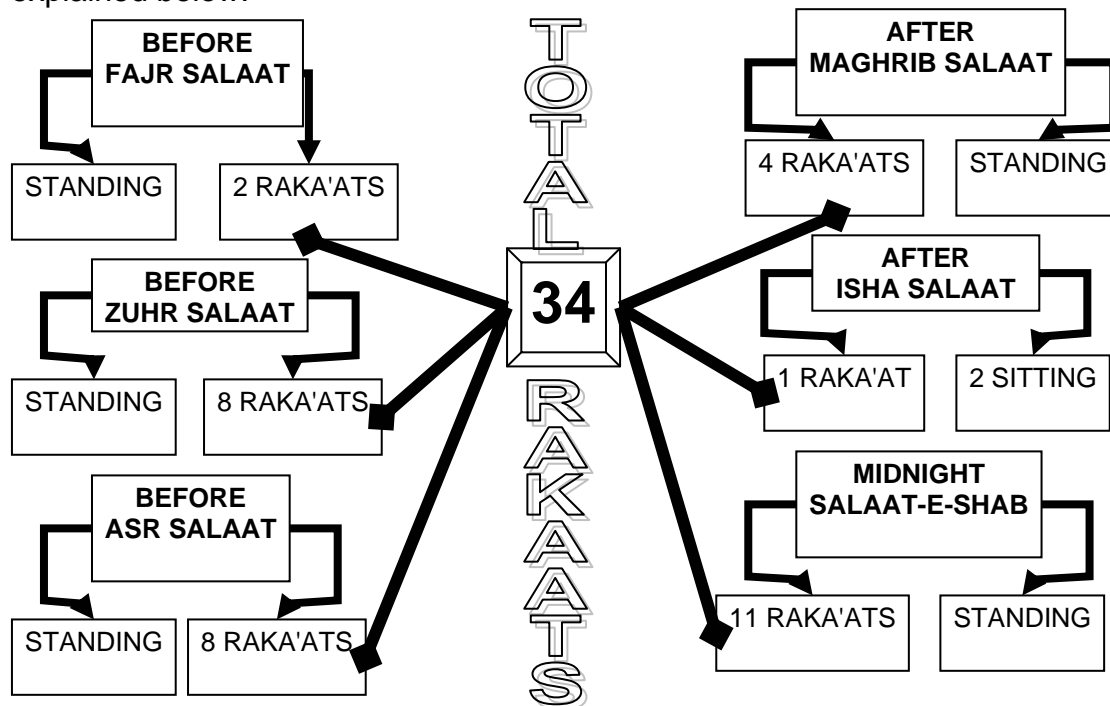 BEFORE
FAJR SALAAT
STANDING
2 RAKA'ATS
BEFORE
ZUHR SALAAT
STANDING
8 RAKA'ATS
BEFORE
ASR SALAAT
STANDING
8 RAKA'ATS
TOTAL
34
RAKAATS
AFTER
MAGHRIB SALAAT
4 RAKA'ATS
STANDING
AFTER
ISHA SALAAT
1 RAKA'AT
2 SITTING
MIDNIGHT
SALAAT-E-SHAB
11 RAKA'ATS
STANDING